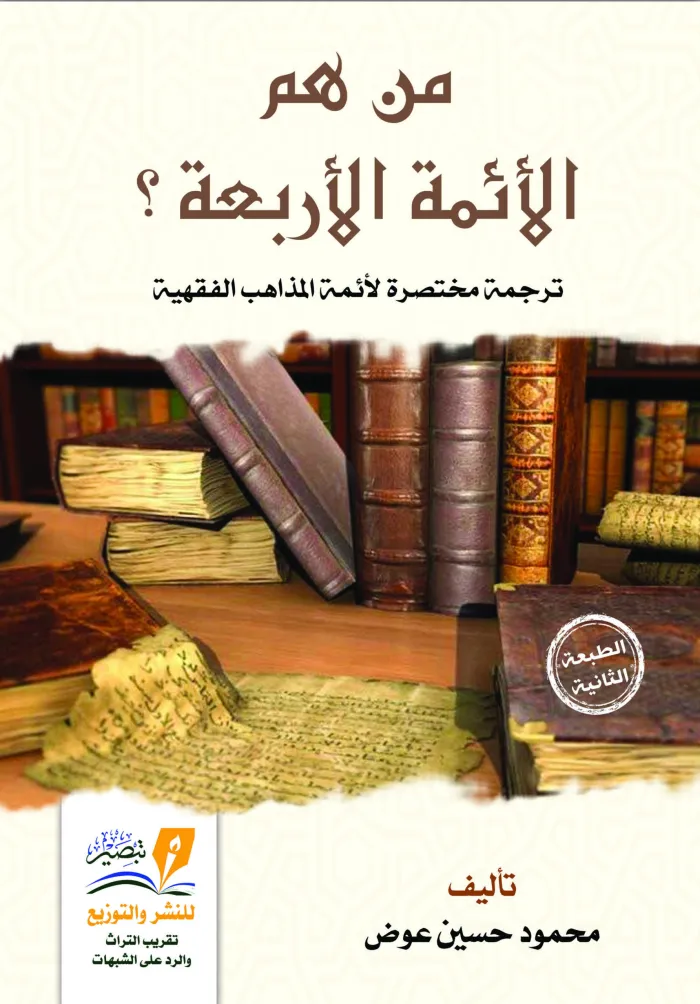 من هم
الأئمة الأربعة ؟
ترجمة مختصرة لأئمة المذاهب الفقهية
الطبعة
الثانية
تأليف
محمود حسين عوض
تبصير
للنشر والتوزيع
تقريب التراث
والرد على الشبهات